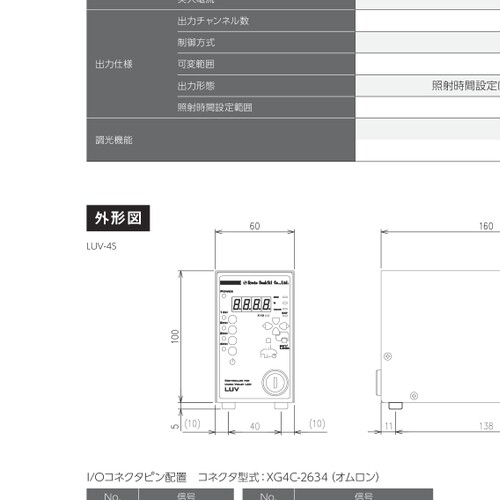 出力チャンネル数
制御方式
出力仕様
可変範囲
出力形態
照射時間設定
照射時間設定範囲
調光機能
外形図
LUV-4S
60
160
POWER
8.8.8.8.
100
LUV
5
(10)
40
(10)
11
138
I/Oコネクタピン配置 コネクタ型式：XG4C-2634（オムロン）
No. 信号 No. 信号